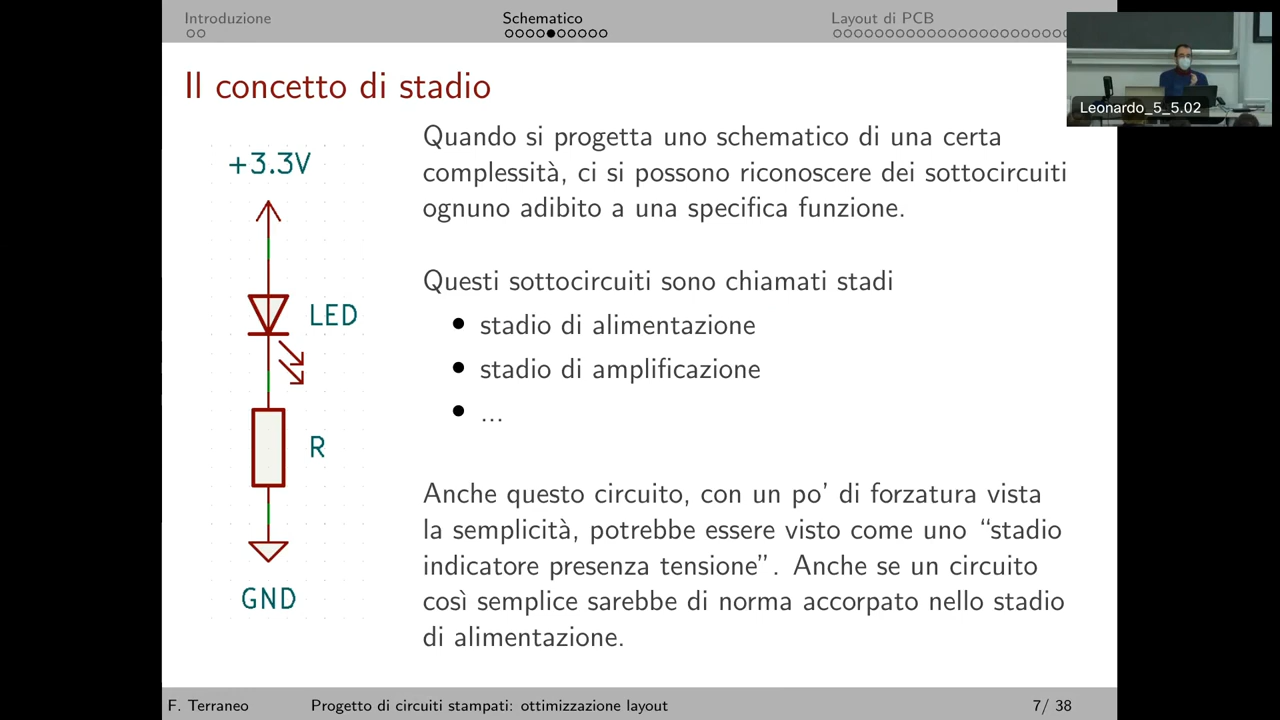 Introduzione
Schematico
Layout di PCB
Leonardo_5_5.02
Il concetto di stadio
+3.3V
LED
R
GND
Quando si progetta uno schematico di una certa
complessità, ci si possono riconoscere dei sottocircuiti
ognuno adibito a una specifica funzione.
Questi sottocircuiti sono chiamati stadi
• stadio di alimentazione
• stadio di amplificazione
• ...
Anche questo circuito, con un po' di forzatura vista
la semplicità, potrebbe essere visto come uno “stadio
indicatore presenza tensione”. Anche se un circuito
così semplice sarebbe di norma accorpato nello stadio
di alimentazione.
F. Terraneo
Progetto di circuiti stampati: ottimizzazione layout
7/ 38